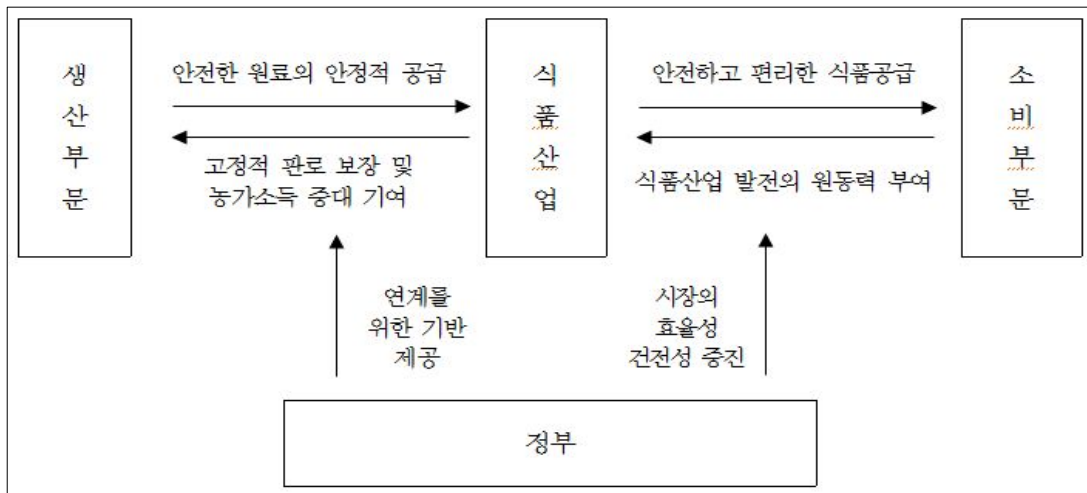 생산부문
안전한 원료의 안정적 공급
고정적 판로 보장 및
농가소득 증대 기여
식품산업
안전하고 편리한 식품공급
식품산업 발전의 원동력 부여
소비부문
연계를
위한 기반
제공
시장의
효율성
건전성 증진
정부